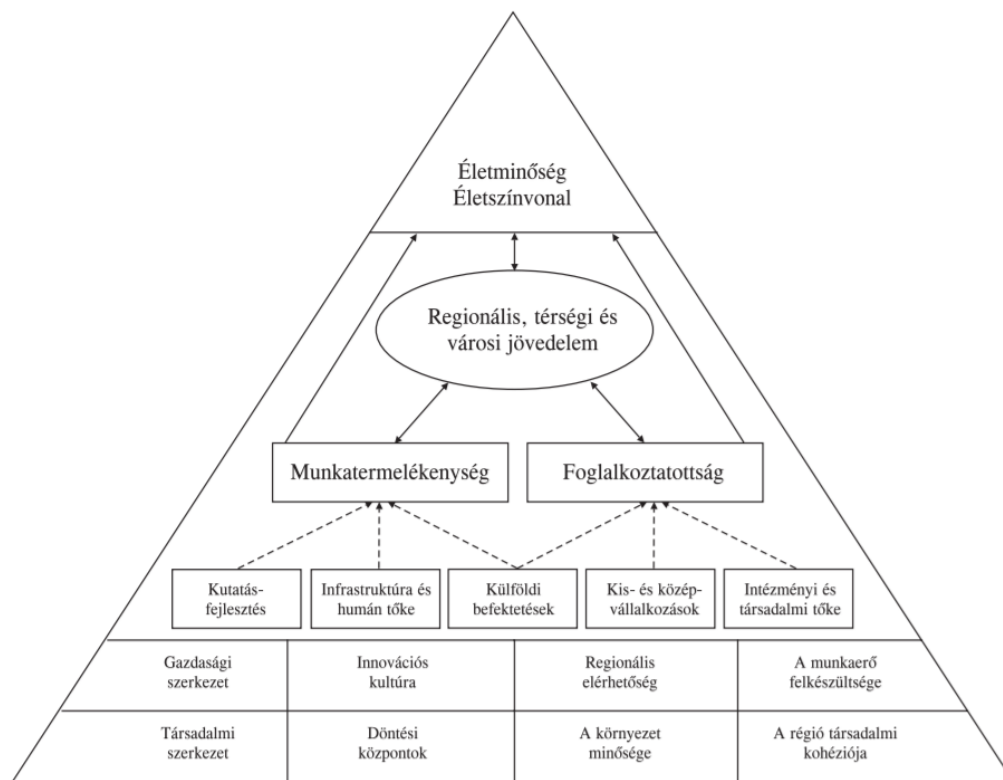 Életminőség
Életszínvonal
Regionális, térségi és
városi jövedelem
Munkatermelékenység
Foglalkoztatottság
Kutatás-
fejlesztés
Infrastruktúra és
humán tőke
Külföldi
befektetések
Kis- és közép-
vállalkozások
Intézményi és
társadalmi tőke
Gazdasági
szerkezet
Innovációs
kultúra
Regionális
elérhetőség
A munkaerő
felkészültsége
Társadalmi
szerkezet
Döntési
központok
A környezet
minősége
A régió társadalmi
kohéziója